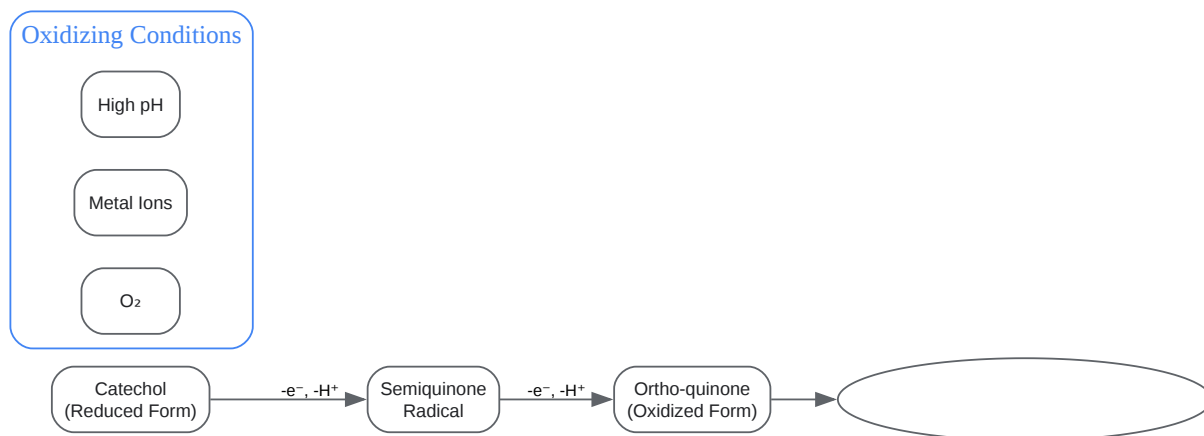 Oxidizing Conditions
High pH
Metal Ions
O₂
Catechol
(Reduced Form)
-e⁻, -H⁺
Semiquinone
Radical
-e⁻, -H⁺
Ortho-quinone
(Oxidized Form)